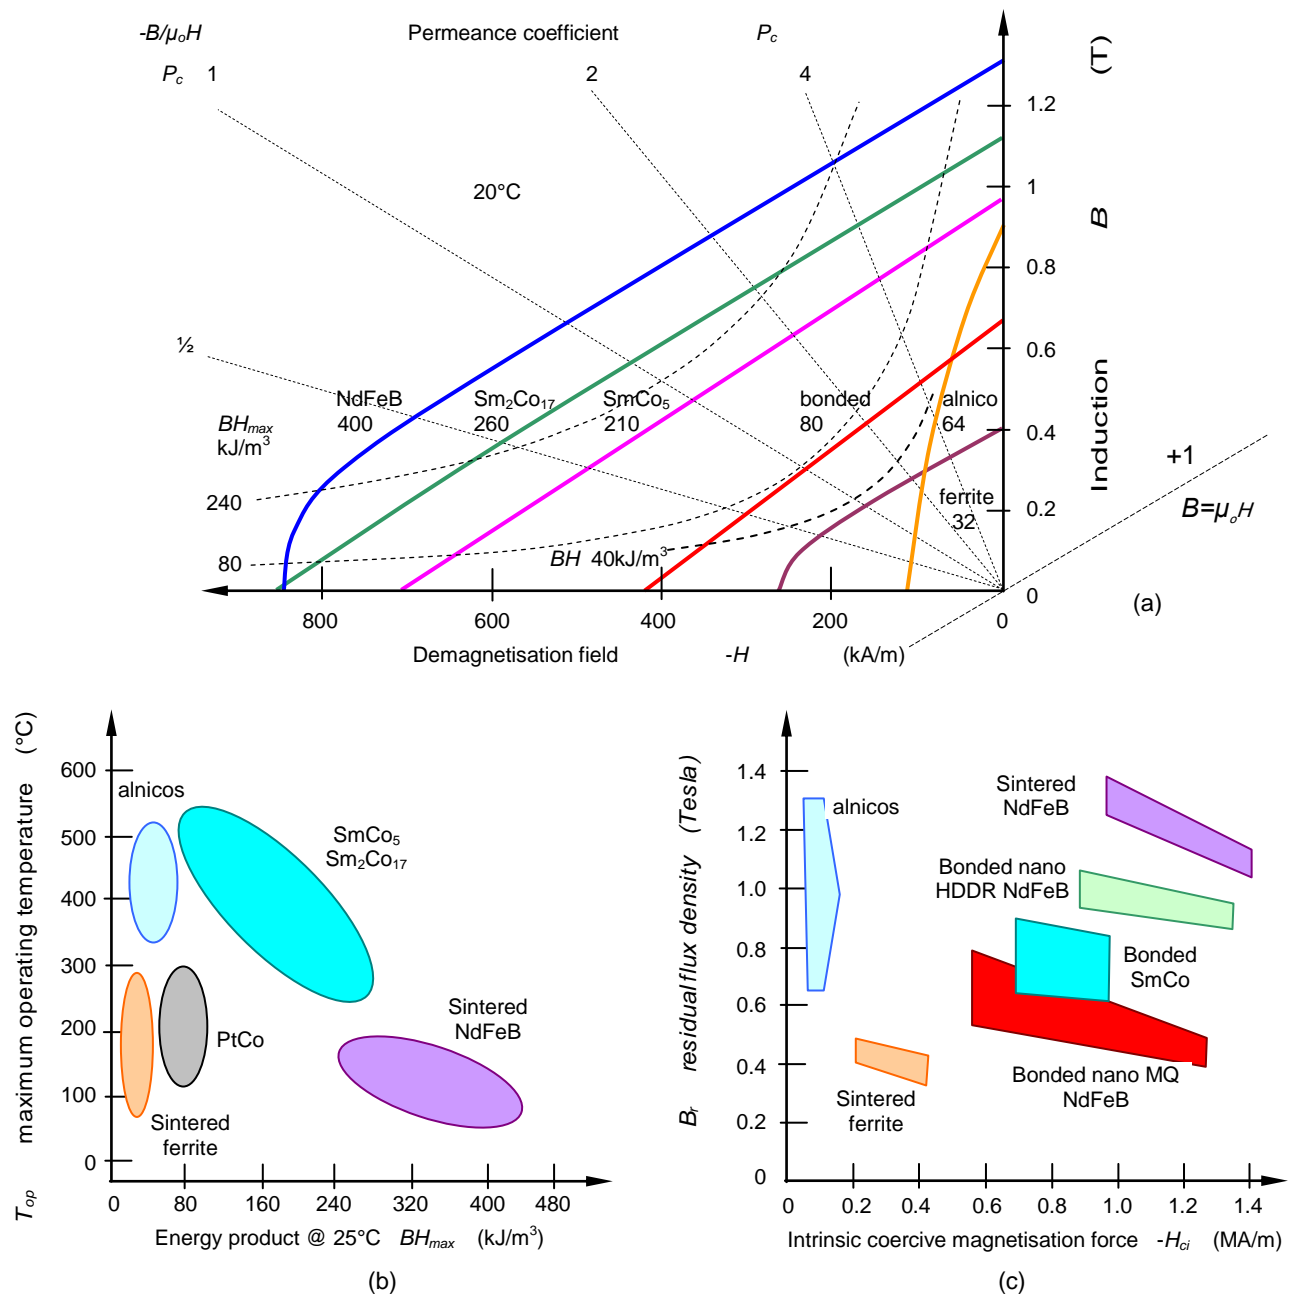 -B/µₒH Permeance coefficient P_c
P_c 1 2 4
½
20°C
(T)
B
Induction
1.2
1
0.8
0.6
0.4
0.2
0
NdFeB Sm₂Co₁₇ SmCo₅ bonded alnico
BH_max 400 260 210 80 64
kJ/m³
ferrite
32
240
80
BH 40kJ/m³
+1
B=µₒH
800 600 400 200 0
Demagnetisation field -H (kA/m)
(a)
T_op maximum operating temperature (°C)
600
500
400
300
200
100
0
alnicos
SmCo₅
Sm₂Co₁₇
PtCo
Sintered
NdFeB
Sintered
ferrite
0 80 160 240 320 400 480
Energy product @ 25°C BH_max (kJ/m³)
(b)
B_r residual flux density (Tesla)
1.4
1.2
1.0
0.8
0.6
0.4
0.2
0
alnicos
Sintered
NdFeB
Bonded nano
HDDR NdFeB
Bonded
SmCo
Bonded nano MQ
NdFeB
Sintered
ferrite
0 0.2 0.4 0.6 0.8 1.0 1.2 1.4
Intrinsic coercive magnetisation force -H_ci (MA/m)
(c)